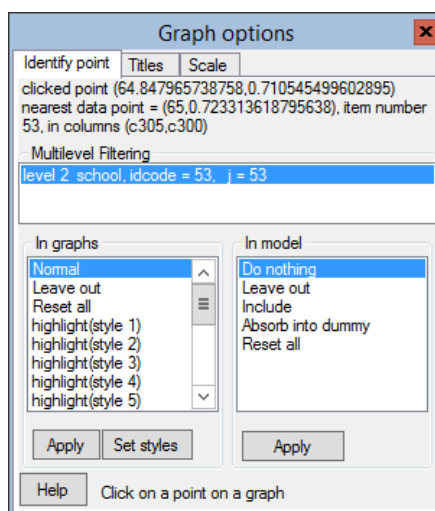 Graph options
Identify point Titles Scale
clicked point (64.847965738758,0.710545499602895)
nearest data point = (65,0.723313618795638), item number
53, in columns (c305,c300)
Multilevel Filtering
level 2 school, idcode = 53, j = 53
In graphs
Normal
Leave out
Reset all
highlight(style 1)
highlight(style 2)
highlight(style 3)
highlight(style 4)
highlight(style 5)
Apply Set styles
In model
Do nothing
Leave out
Include
Absorb into dummy
Reset all
Apply
Help Click on a point on a graph